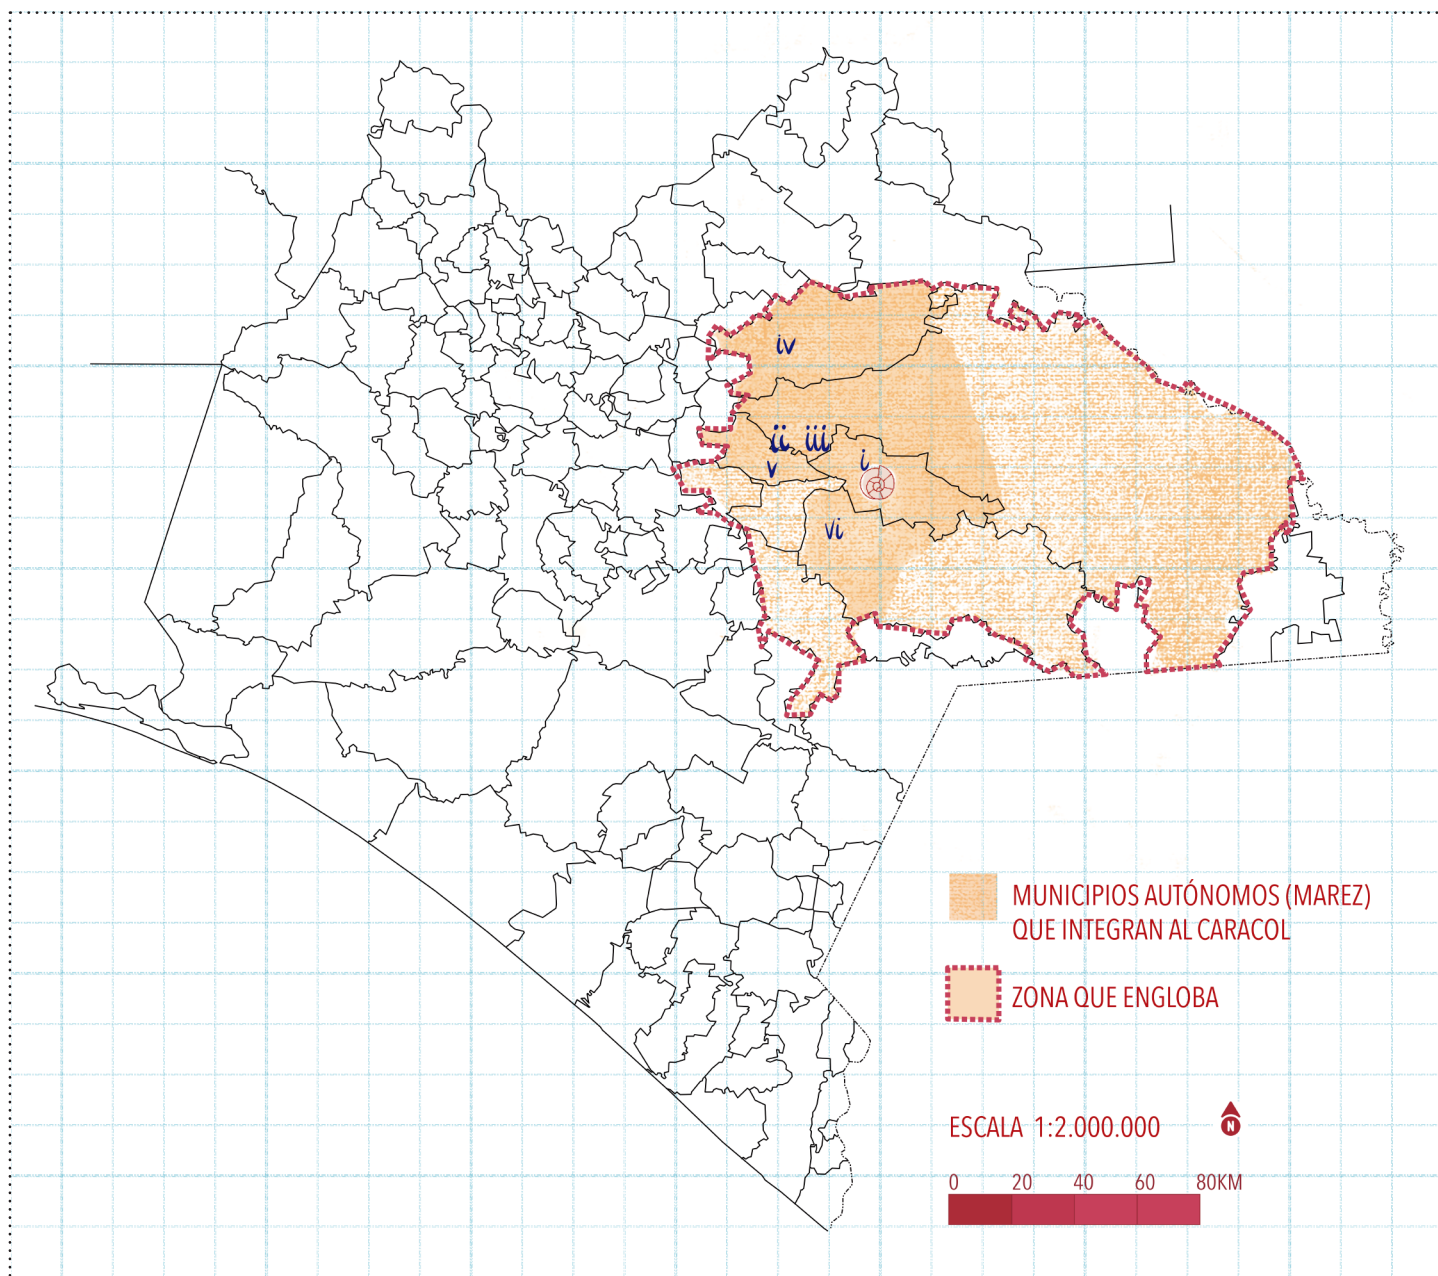 iv
ii iii
i
v
vi
MUNICIPIOS AUTÓNOMOS (MAREZ)
QUE INTEGRAN AL CARACOL
ZONA QUE ENGLOBA
ESCALA 1:2.000.000
N
0 20 40 60 80KM